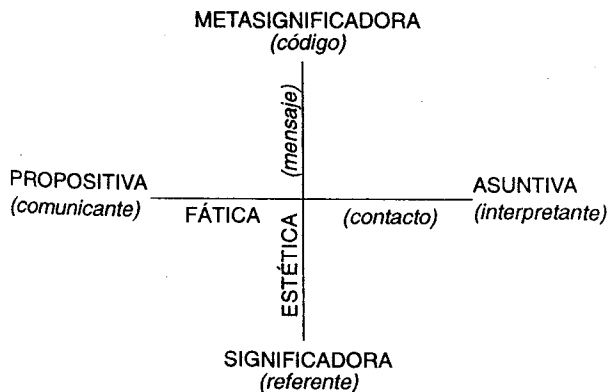 METASIGNIFICADORA
(código)
(mensaje)
PROPOSITIVA
(comunicante)
ASUNTIVA
(interpretante)
FÁTICA
(contacto)
ESTÉTICA
SIGNIFICADORA
(referente)